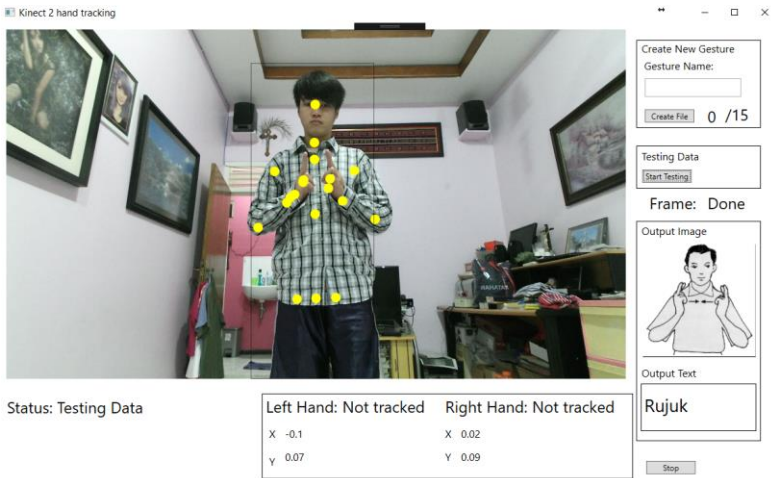 Kinect 2 hand tracking
Create New Gesture
Gesture Name:
Create File 0 /15
Testing Data
Start Testing
Frame: Done
Output Image
Output Text
Rujuk
Stop
Status: Testing Data
Left Hand: Not tracked Right Hand: Not tracked
X -0.1 X 0.02
Y 0.07 Y 0.09